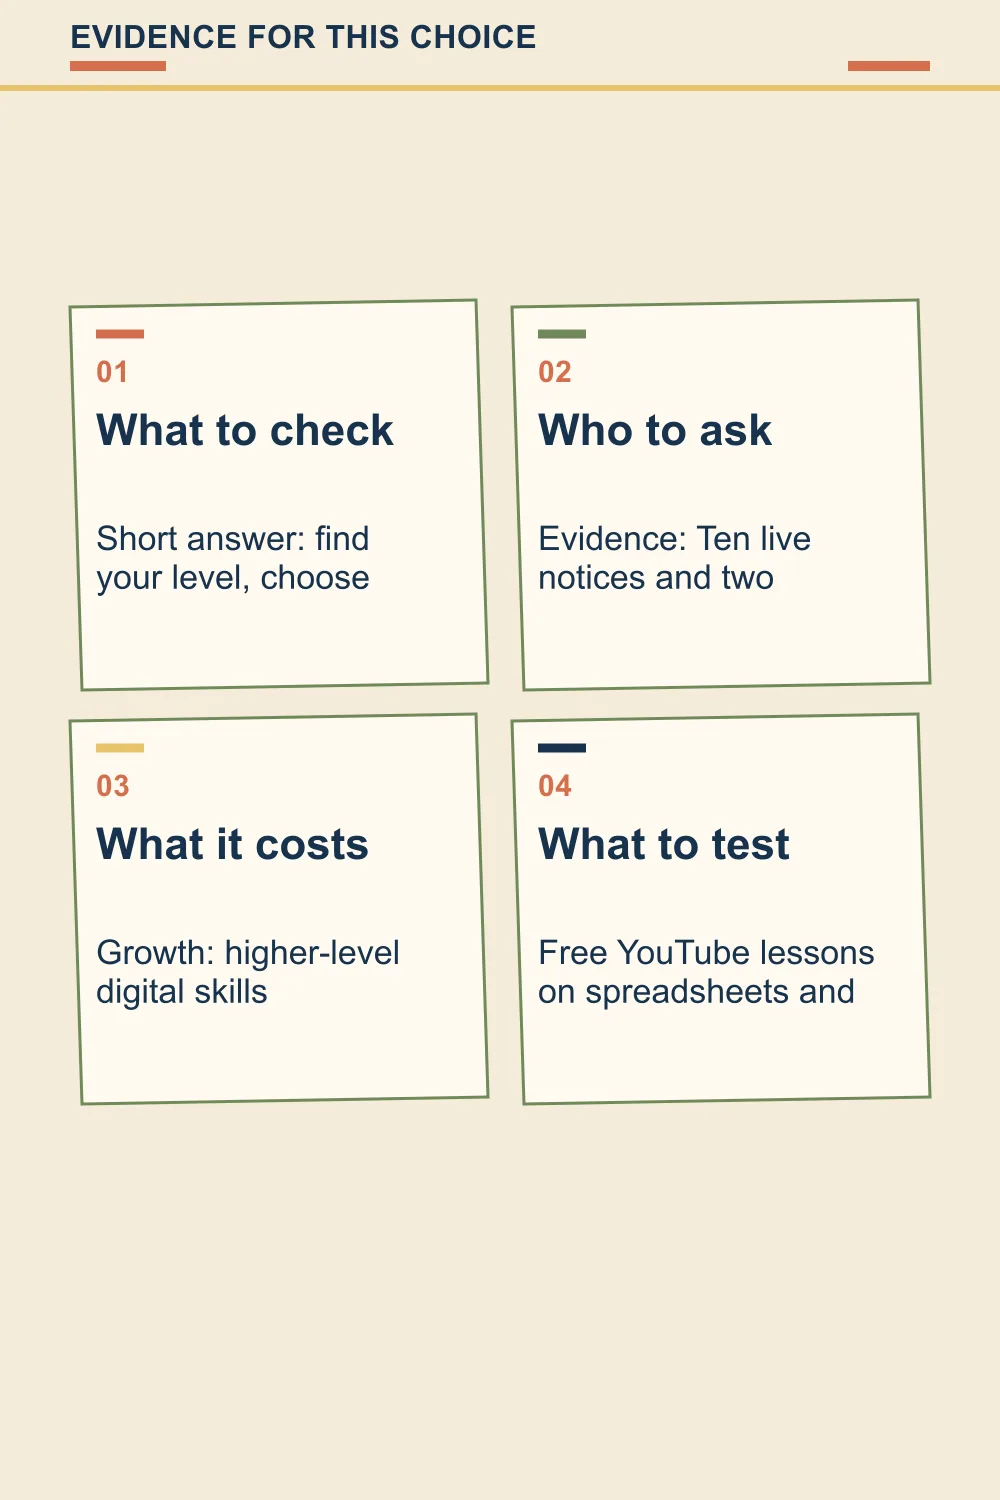 EVIDENCE FOR THIS CHOICE
01
What to check
Short answer: find
your level, choose
02
Who to ask
Evidence: Ten live
notices and two
03
What it costs
Growth: higher-level
digital skills
04
What to test
Free YouTube lessons
on spreadsheets and